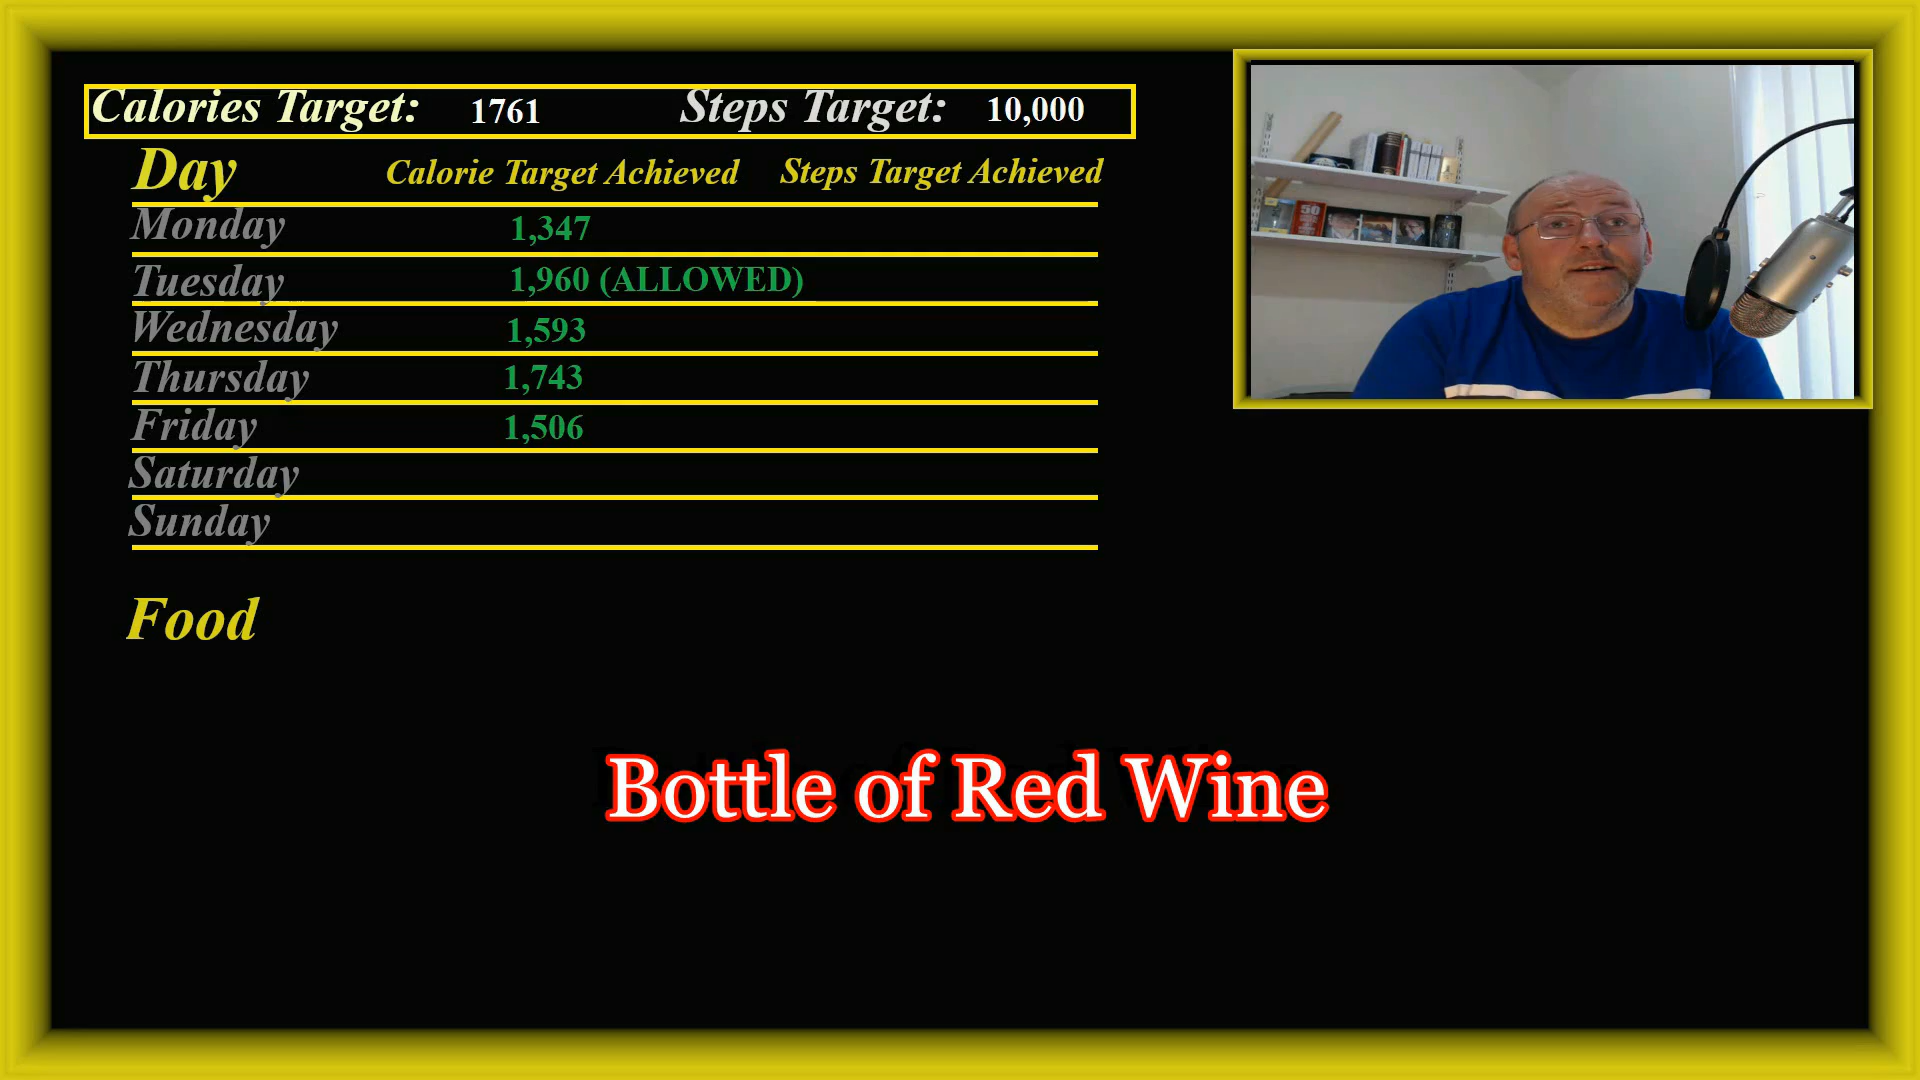 Calories Target: 1761 Steps Target: 10,000
Day Calorie Target Achieved Steps Target Achieved
Monday 1,347
Tuesday 1,960 (ALLOWED)
Wednesday 1,593
Thursday 1,743
Friday 1,506
Saturday
Sunday
Food
Bottle of Red Wine
50